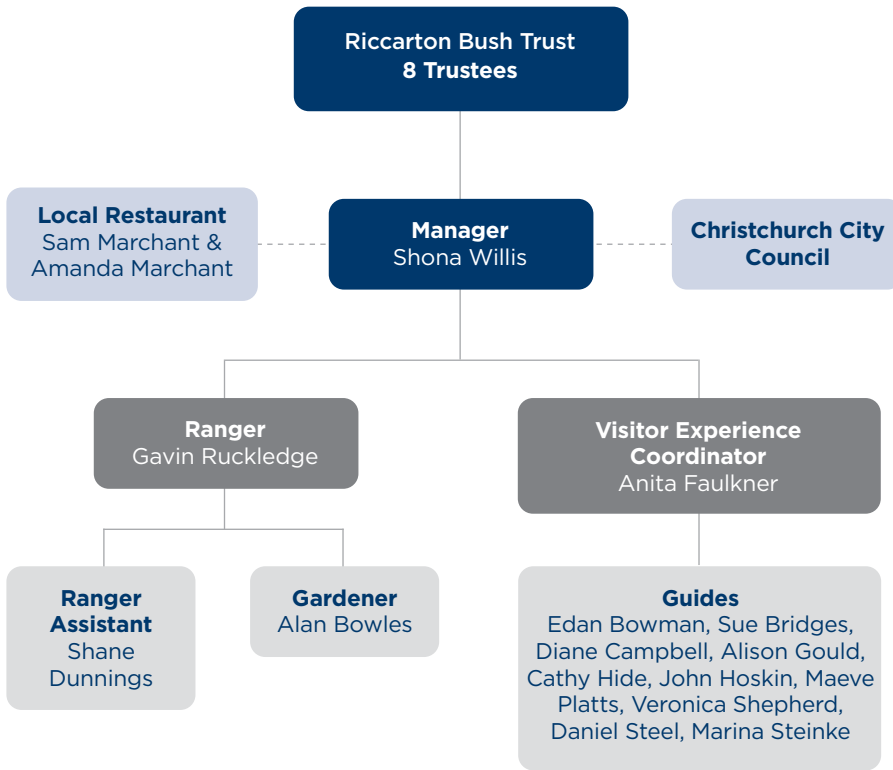 Riccarton Bush Trust
8 Trustees
Local Restaurant
Sam Marchant &
Amanda Marchant
Manager
Shona Willis
Christchurch City
Council
Ranger
Gavin Ruckledge
Visitor Experience
Coordinator
Anita Faulkner
Ranger
Assistant
Shane
Dunnings
Gardener
Alan Bowles
Guides
Edan Bowman, Sue Bridges,
Diane Campbell, Alison Gould,
Cathy Hide, John Hoskin, Maeve
Platts, Veronica Shepherd,
Daniel Steel, Marina Steinke